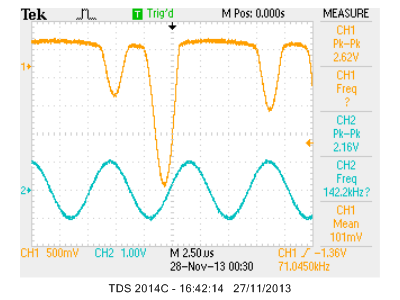 Tek T Trig'd M Pos: 0.000s MEASURE
CH1
Pk-Pk
2.62V
CH1
Freq
?
CH2
Pk-Pk
2.16V
CH2
Freq
142.2kHz?
CH1
Mean
101mV
1
2
CH1 500mV CH2 1.00V M 2.50us CH1 -1.36V
28-Nov-13 00:30 71.0450kHz
TDS 2014C - 16:42:14 27/11/2013